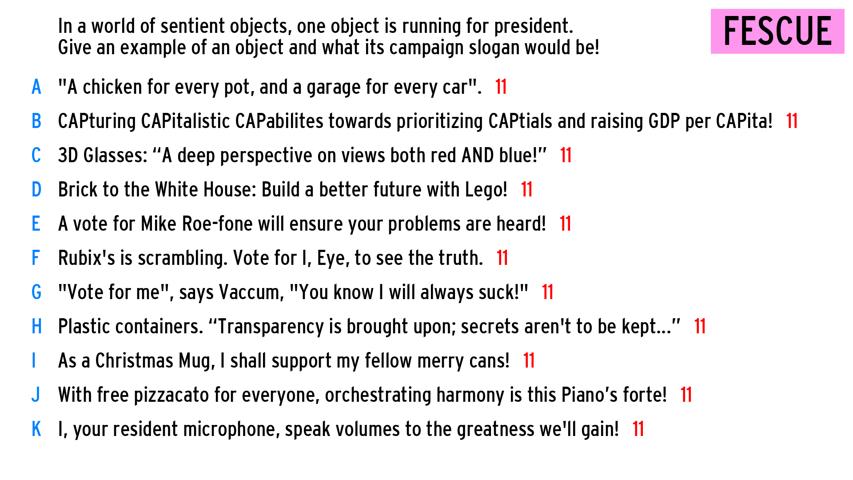 In a world of sentient objects, one object is running for president.
Give an example of an object and what its campaign slogan would be!
FESCUE
A "A chicken for every pot, and a garage for every car". 11
B CAPturing CAPitalistic CAPabilites towards prioritizing CAPtials and raising GDP per CAPita! 11
C 3D Glasses: “A deep perspective on views both red AND blue!” 11
D Brick to the White House: Build a better future with Lego! 11
E A vote for Mike Roe-fone will ensure your problems are heard! 11
F Rubix's is scrambling. Vote for I, Eye, to see the truth. 11
G "Vote for me", says Vaccum, "You know I will always suck!" 11
H Plastic containers. “Transparency is brought upon; secrets aren't to be kept...” 11
I As a Christmas Mug, I shall support my fellow merry cans! 11
J With free pizzacato for everyone, orchestrating harmony is this Piano’s forte! 11
K I, your resident microphone, speak volumes to the greatness we'll gain! 11